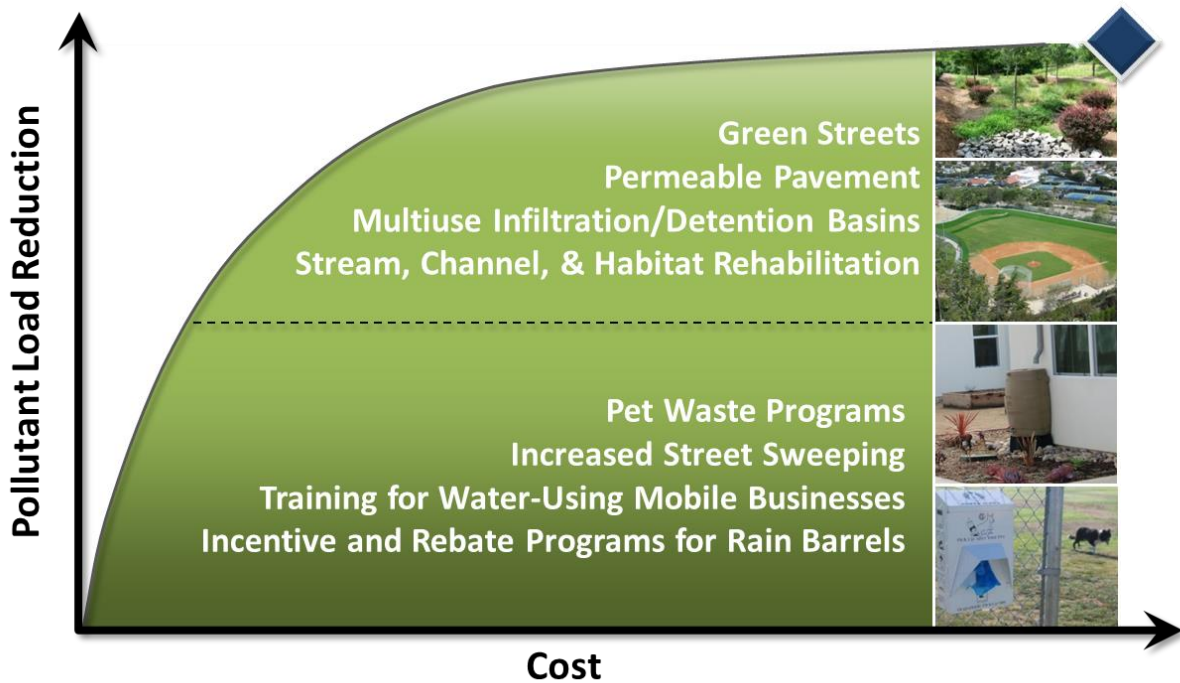 Pollutant Load Reduction
Green Streets
Permeable Pavement
Multiuse Infiltration/Detention Basins
Stream, Channel, & Habitat Rehabilitation
Pet Waste Programs
Increased Street Sweeping
Training for Water-Using Mobile Businesses
Incentive and Rebate Programs for Rain Barrels
Cost